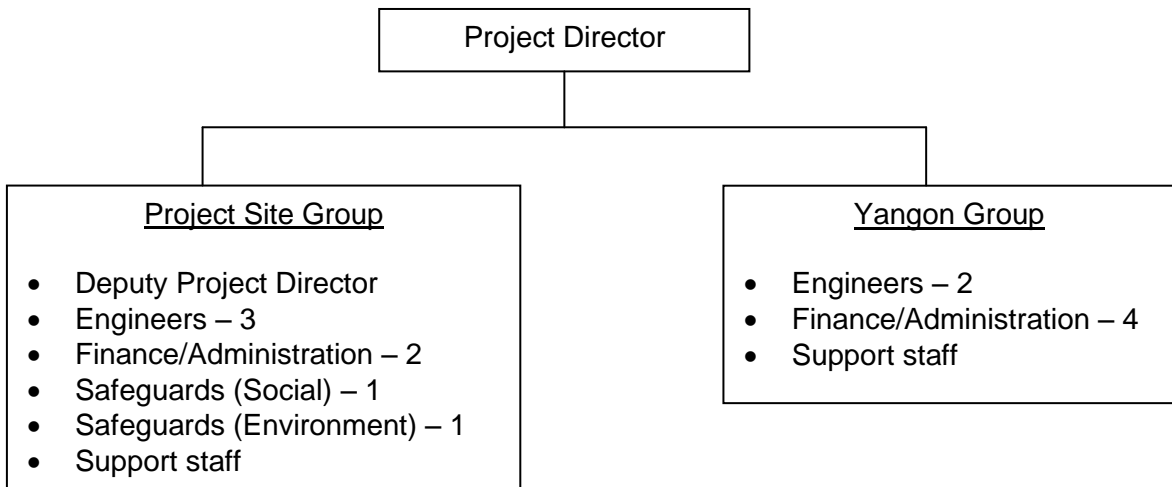 Project Director
Project Site Group
• Deputy Project Director
• Engineers – 3
• Finance/Administration – 2
• Safeguards (Social) – 1
• Safeguards (Environment) – 1
• Support staff
Yangon Group
• Engineers – 2
• Finance/Administration – 4
• Support staff